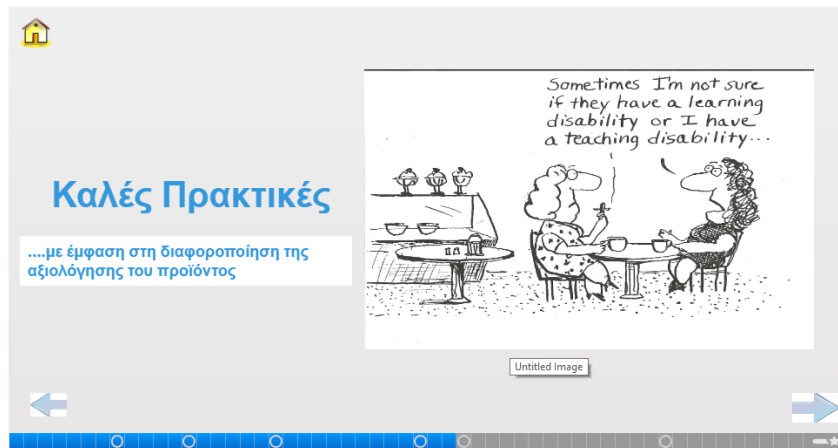 Sometimes I'm not sure
if they have a learning
disability or I have
a teaching disability...
Καλές Πρακτικές
....με έμφαση στη διαφοροποίηση της
αξιολόγησης του προϊόντος
Untitled Image